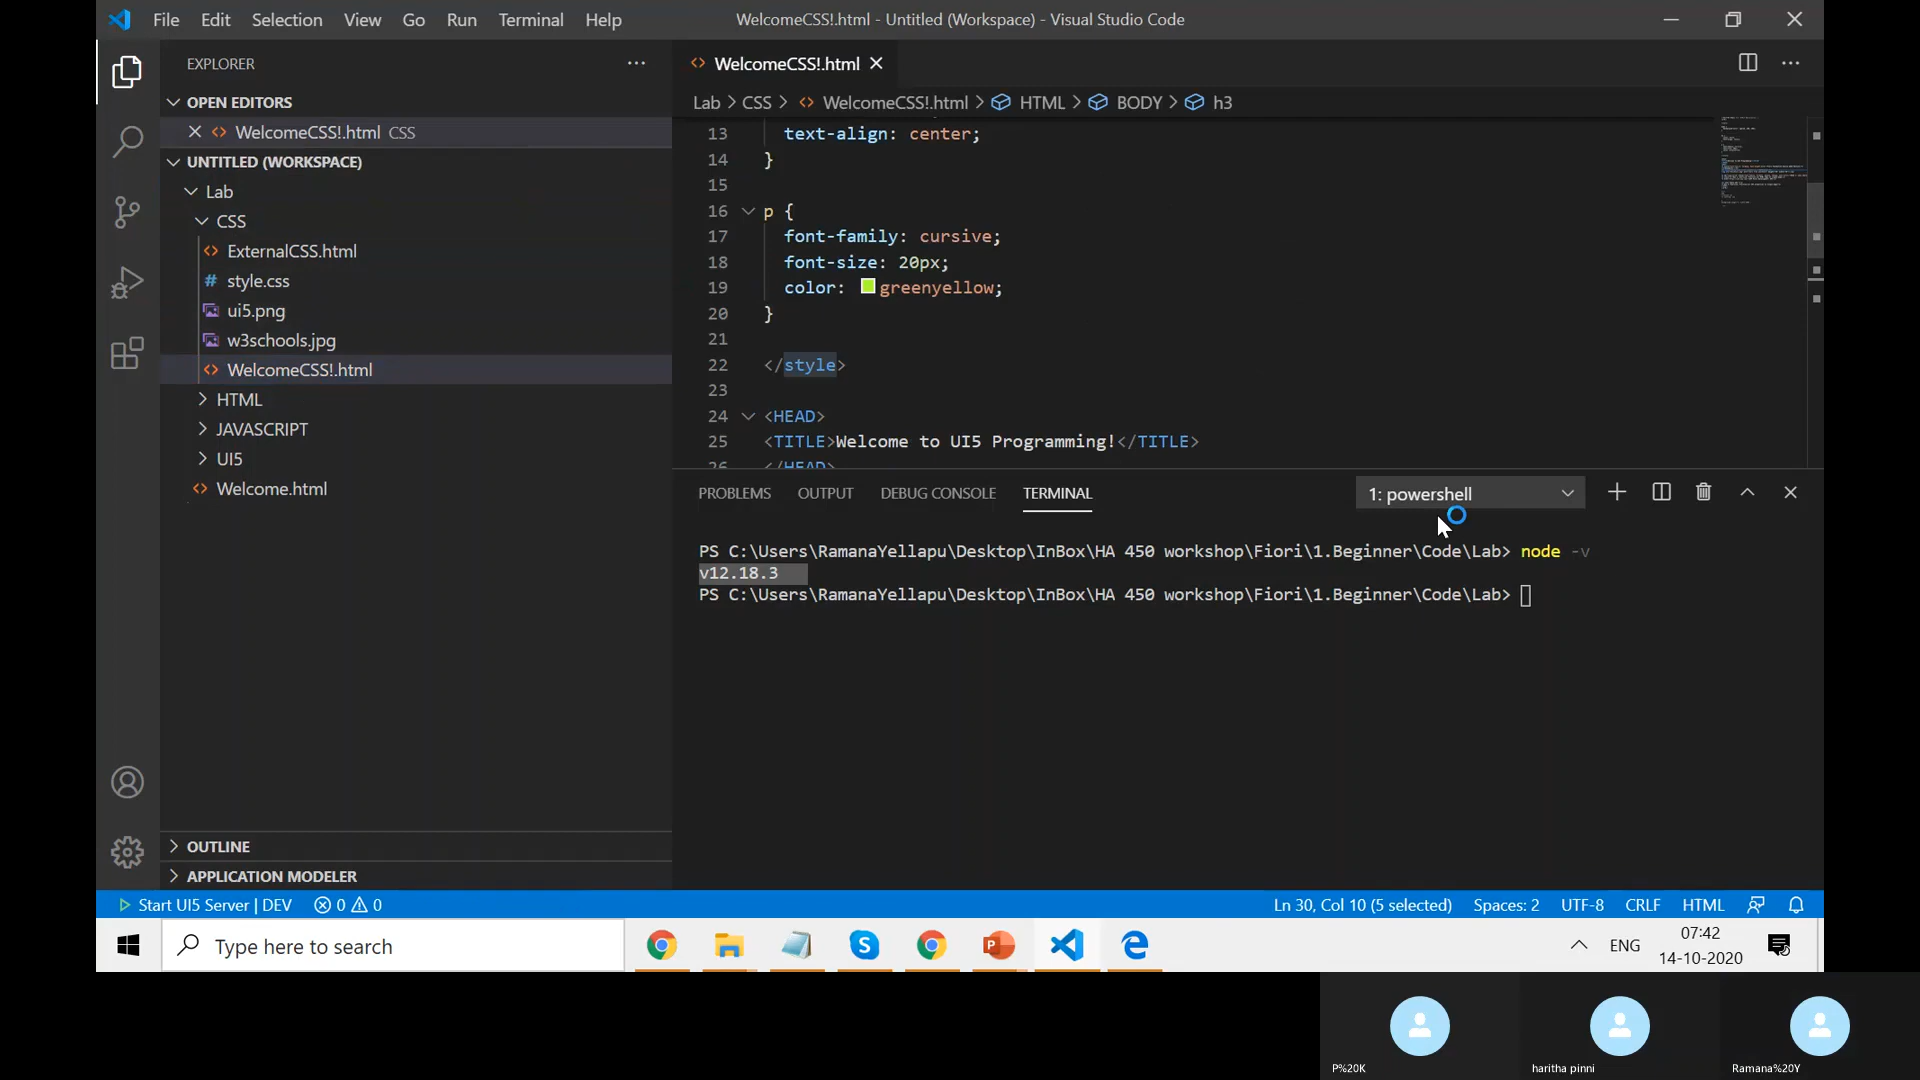 File Edit Selection View Go Run Terminal Help WelcomeCSS!.html - Untitled (Workspace) - Visual Studio Code
EXPLORER
OPEN EDITORS
WelcomeCSS!.html CSS
UNTITLED (WORKSPACE)
Lab
CSS
ExternalCSS.html
style.css
ui5.png
w3schools.jpg
WelcomeCSS!.html
HTML
JAVASCRIPT
UI5
Welcome.html
OUTLINE
APPLICATION MODELER
WelcomeCSS!.html
Lab > CSS > WelcomeCSS!.html > HTML > BODY > h3
13 text-align: center;
14 }
15
16 p {
17 font-family: cursive;
18 font-size: 20px;
19 color: greenyellow;
20 }
21
22 </style>
23
24 <HEAD>
25 <TITLE>Welcome to UI5 Programming!</TITLE>
26 </HEAD>
PROBLEMS OUTPUT DEBUG CONSOLE TERMINAL 1: powershell
PS C:\Users\RamanaYellapu\Desktop\InBox\HA 450 workshop\Fiori\1.Beginner\Code\Lab> node -v
v12.18.3
PS C:\Users\RamanaYellapu\Desktop\InBox\HA 450 workshop\Fiori\1.Beginner\Code\Lab>
Start UI5 Server | DEV 0 0 Ln 30, Col 10 (5 selected) Spaces: 2 UTF-8 CRLF HTML
Type here to search ENG 07:42
14-10-2020
P%20K haritha pinni Ramana%20Y